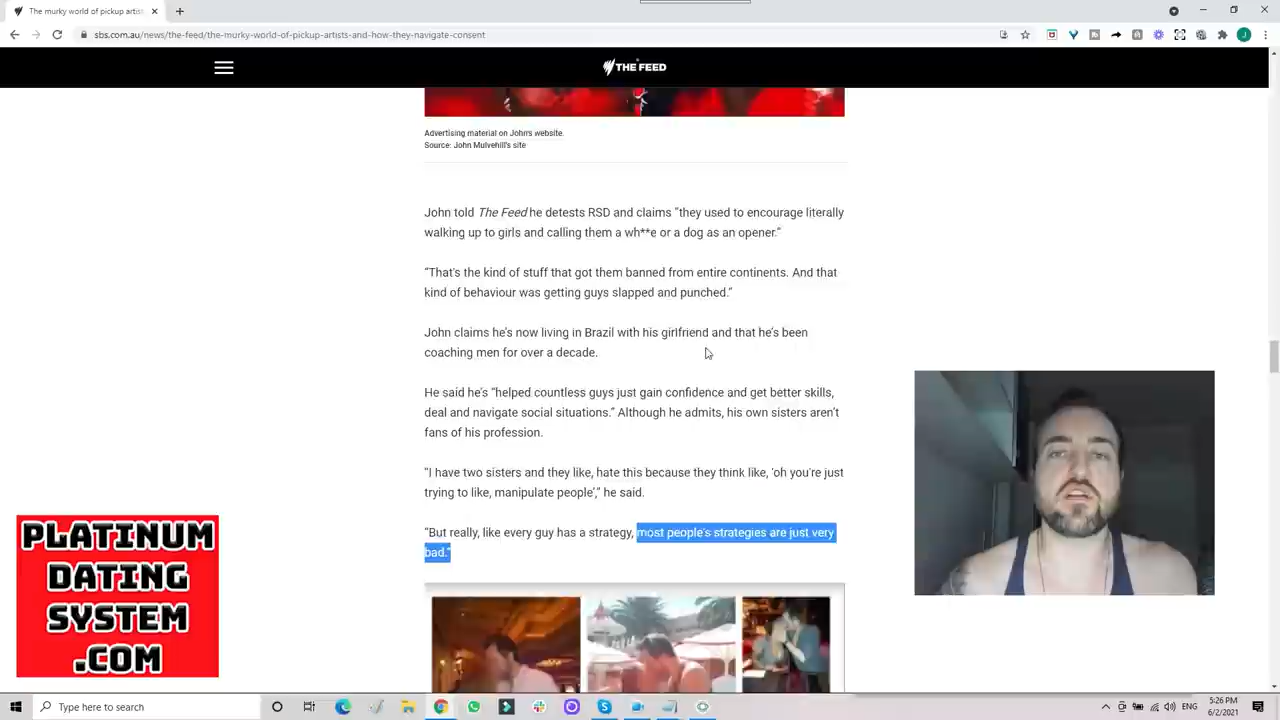 The murky world of pickup artis
sbs.com.au/news/the-feed/the-murky-world-of-pickup-artists-and-how-they-navigate-consent
J
THE FEED
Advertising material on John's website.
Source: John Mulvehill's site
John told The Feed he detests RSD and claims “they used to encourage literally
walking up to girls and calling them a wh**e or a dog as an opener.”
“That's the kind of stuff that got them banned from entire continents. And that
kind of behaviour was getting guys slapped and punched.”
John claims he's now living in Brazil with his girlfriend and that he's been
coaching men for over a decade.
He said he's “helped countless guys just gain confidence and get better skills,
deal and navigate social situations.” Although he admits, his own sisters aren't
fans of his profession.
“I have two sisters and they like, hate this because they think like, ‘oh you're just
trying to like, manipulate people’,” he said.
“But really, like every guy has a strategy, most people's strategies are just very
bad.”
PLATINUM
DATING
SYSTEM
.COM
Type here to search
5:26 PM
6/2/2021